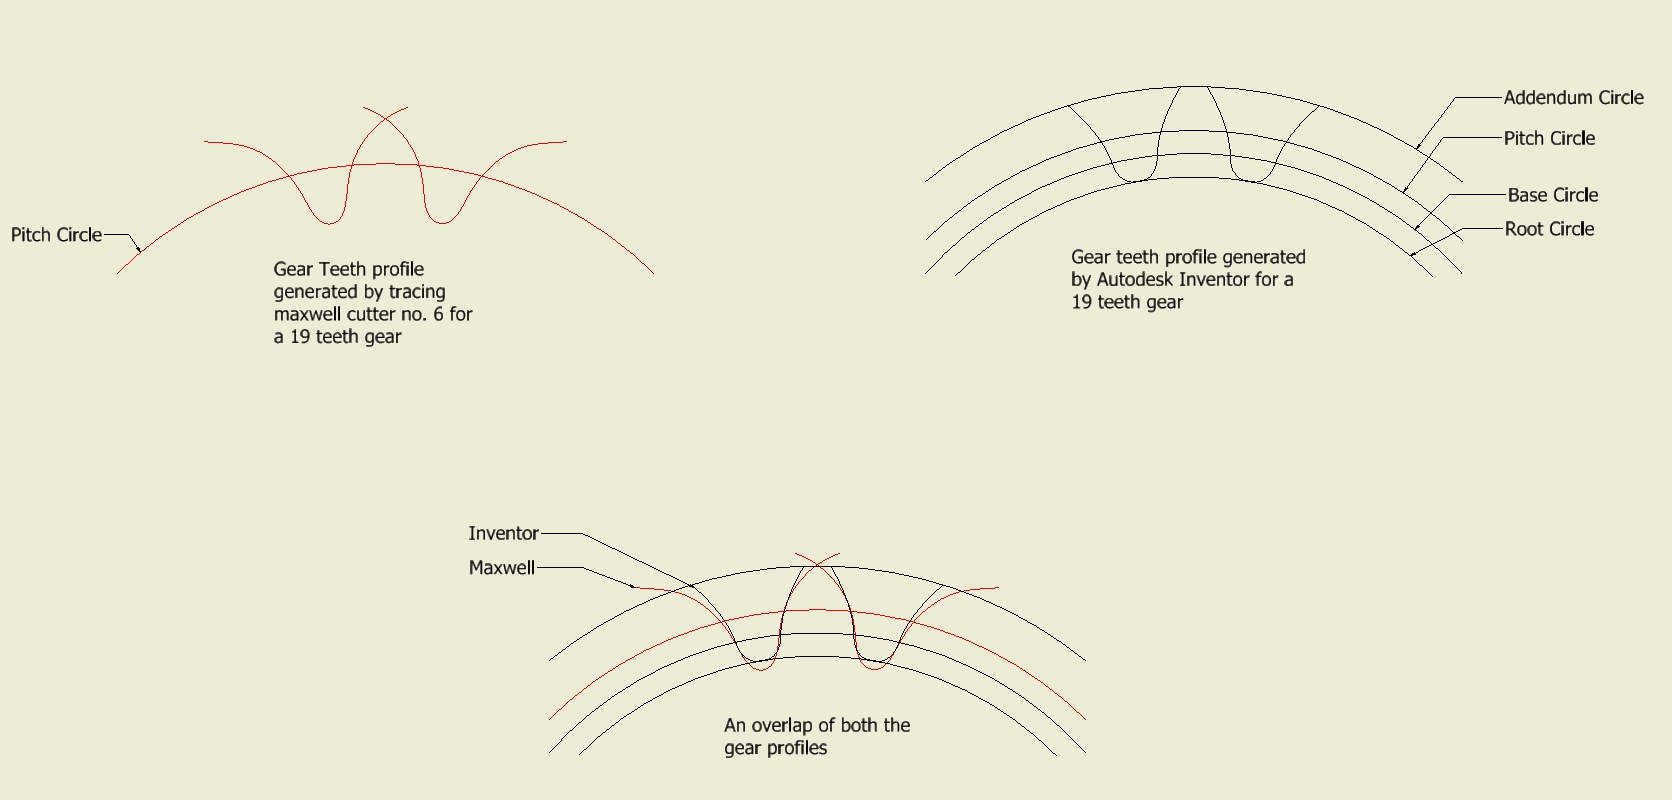 Addendum Circle
Pitch Circle
Base Circle
Root Circle
Pitch Circle
Gear Teeth profile
generated by tracing
maxwell cutter no. 6 for
a 19 teeth gear
Gear teeth profile generated
by Autodesk Inventor for a
19 teeth gear
Inventor
Maxwell
An overlap of both the
gear profiles